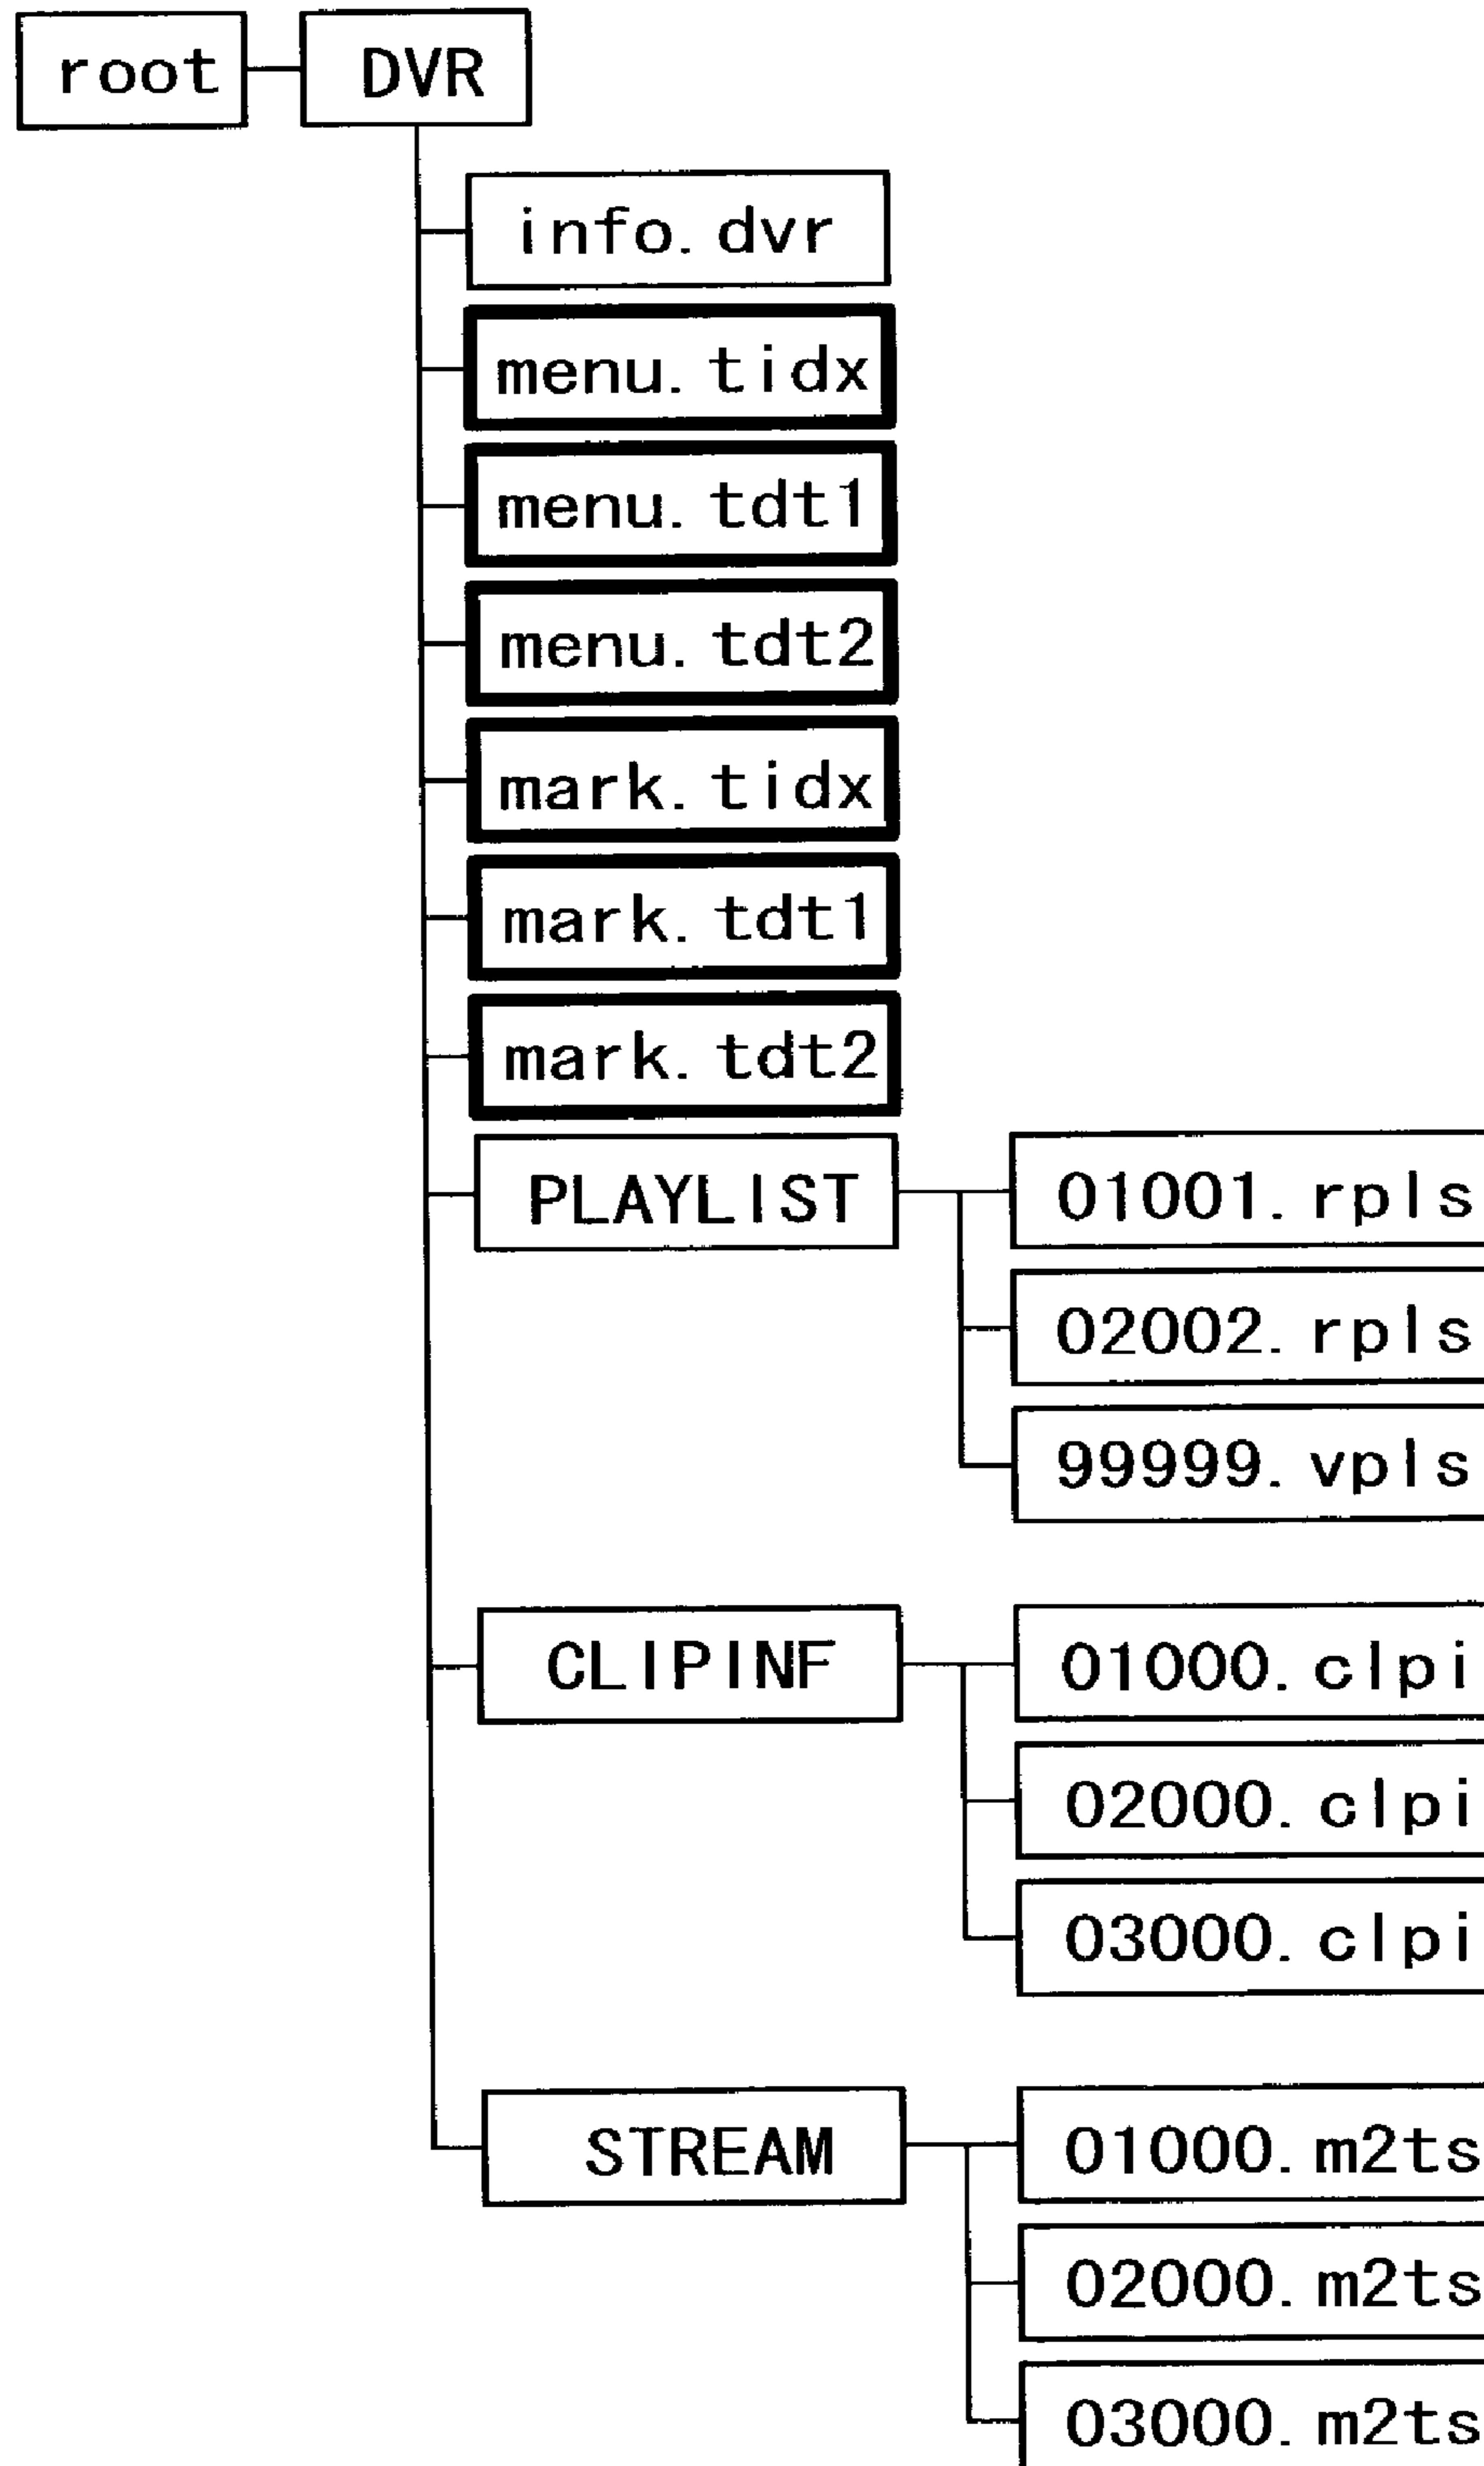 root DVR
info.dvr
menu.tidx
menu.tdt1
menu.tdt2
mark.tidx
mark.tdt1
mark.tdt2
PLAYLIST 01001.rpls
02002.rpls
99999.vpls
CLIPINF 01000.clpi
02000.clpi
03000.clpi
STREAM 01000.m2ts
02000.m2ts
03000.m2ts